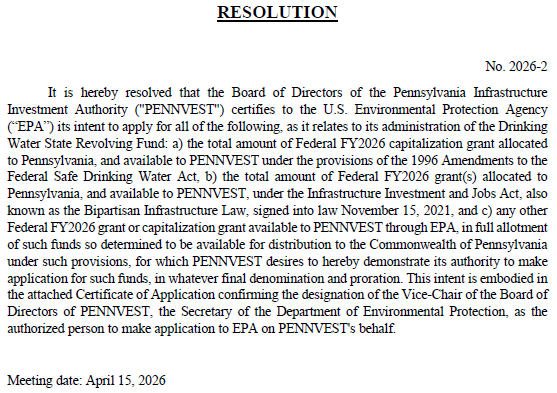 RESOLUTION
No. 2026-2
It is hereby resolved that the Board of Directors of the Pennsylvania Infrastructure
Investment Authority ("PENNVEST") certifies to the U.S. Environmental Protection Agency
(“EPA”) its intent to apply for all of the following, as it relates to its administration of the Drinking
Water State Revolving Fund: a) the total amount of Federal FY2026 capitalization grant allocated
to Pennsylvania, and available to PENNVEST under the provisions of the 1996 Amendments to the
Federal Safe Drinking Water Act, b) the total amount of Federal FY2026 grant(s) allocated to
Pennsylvania, and available to PENNVEST, under the Infrastructure Investment and Jobs Act, also
known as the Bipartisan Infrastructure Law, signed into law November 15, 2021, and c) any other
Federal FY2026 grant or capitalization grant available to PENNVEST through EPA, in full allotment
of such funds so determined to be available for distribution to the Commonwealth of Pennsylvania
under such provisions, for which PENNVEST desires to hereby demonstrate its authority to make
application for such funds, in whatever final denomination and proration. This intent is embodied in
the attached Certificate of Application confirming the designation of the Vice-Chair of the Board of
Directors of PENNVEST, the Secretary of the Department of Environmental Protection, as the
authorized person to make application to EPA on PENNVEST's behalf.
Meeting date: April 15, 2026